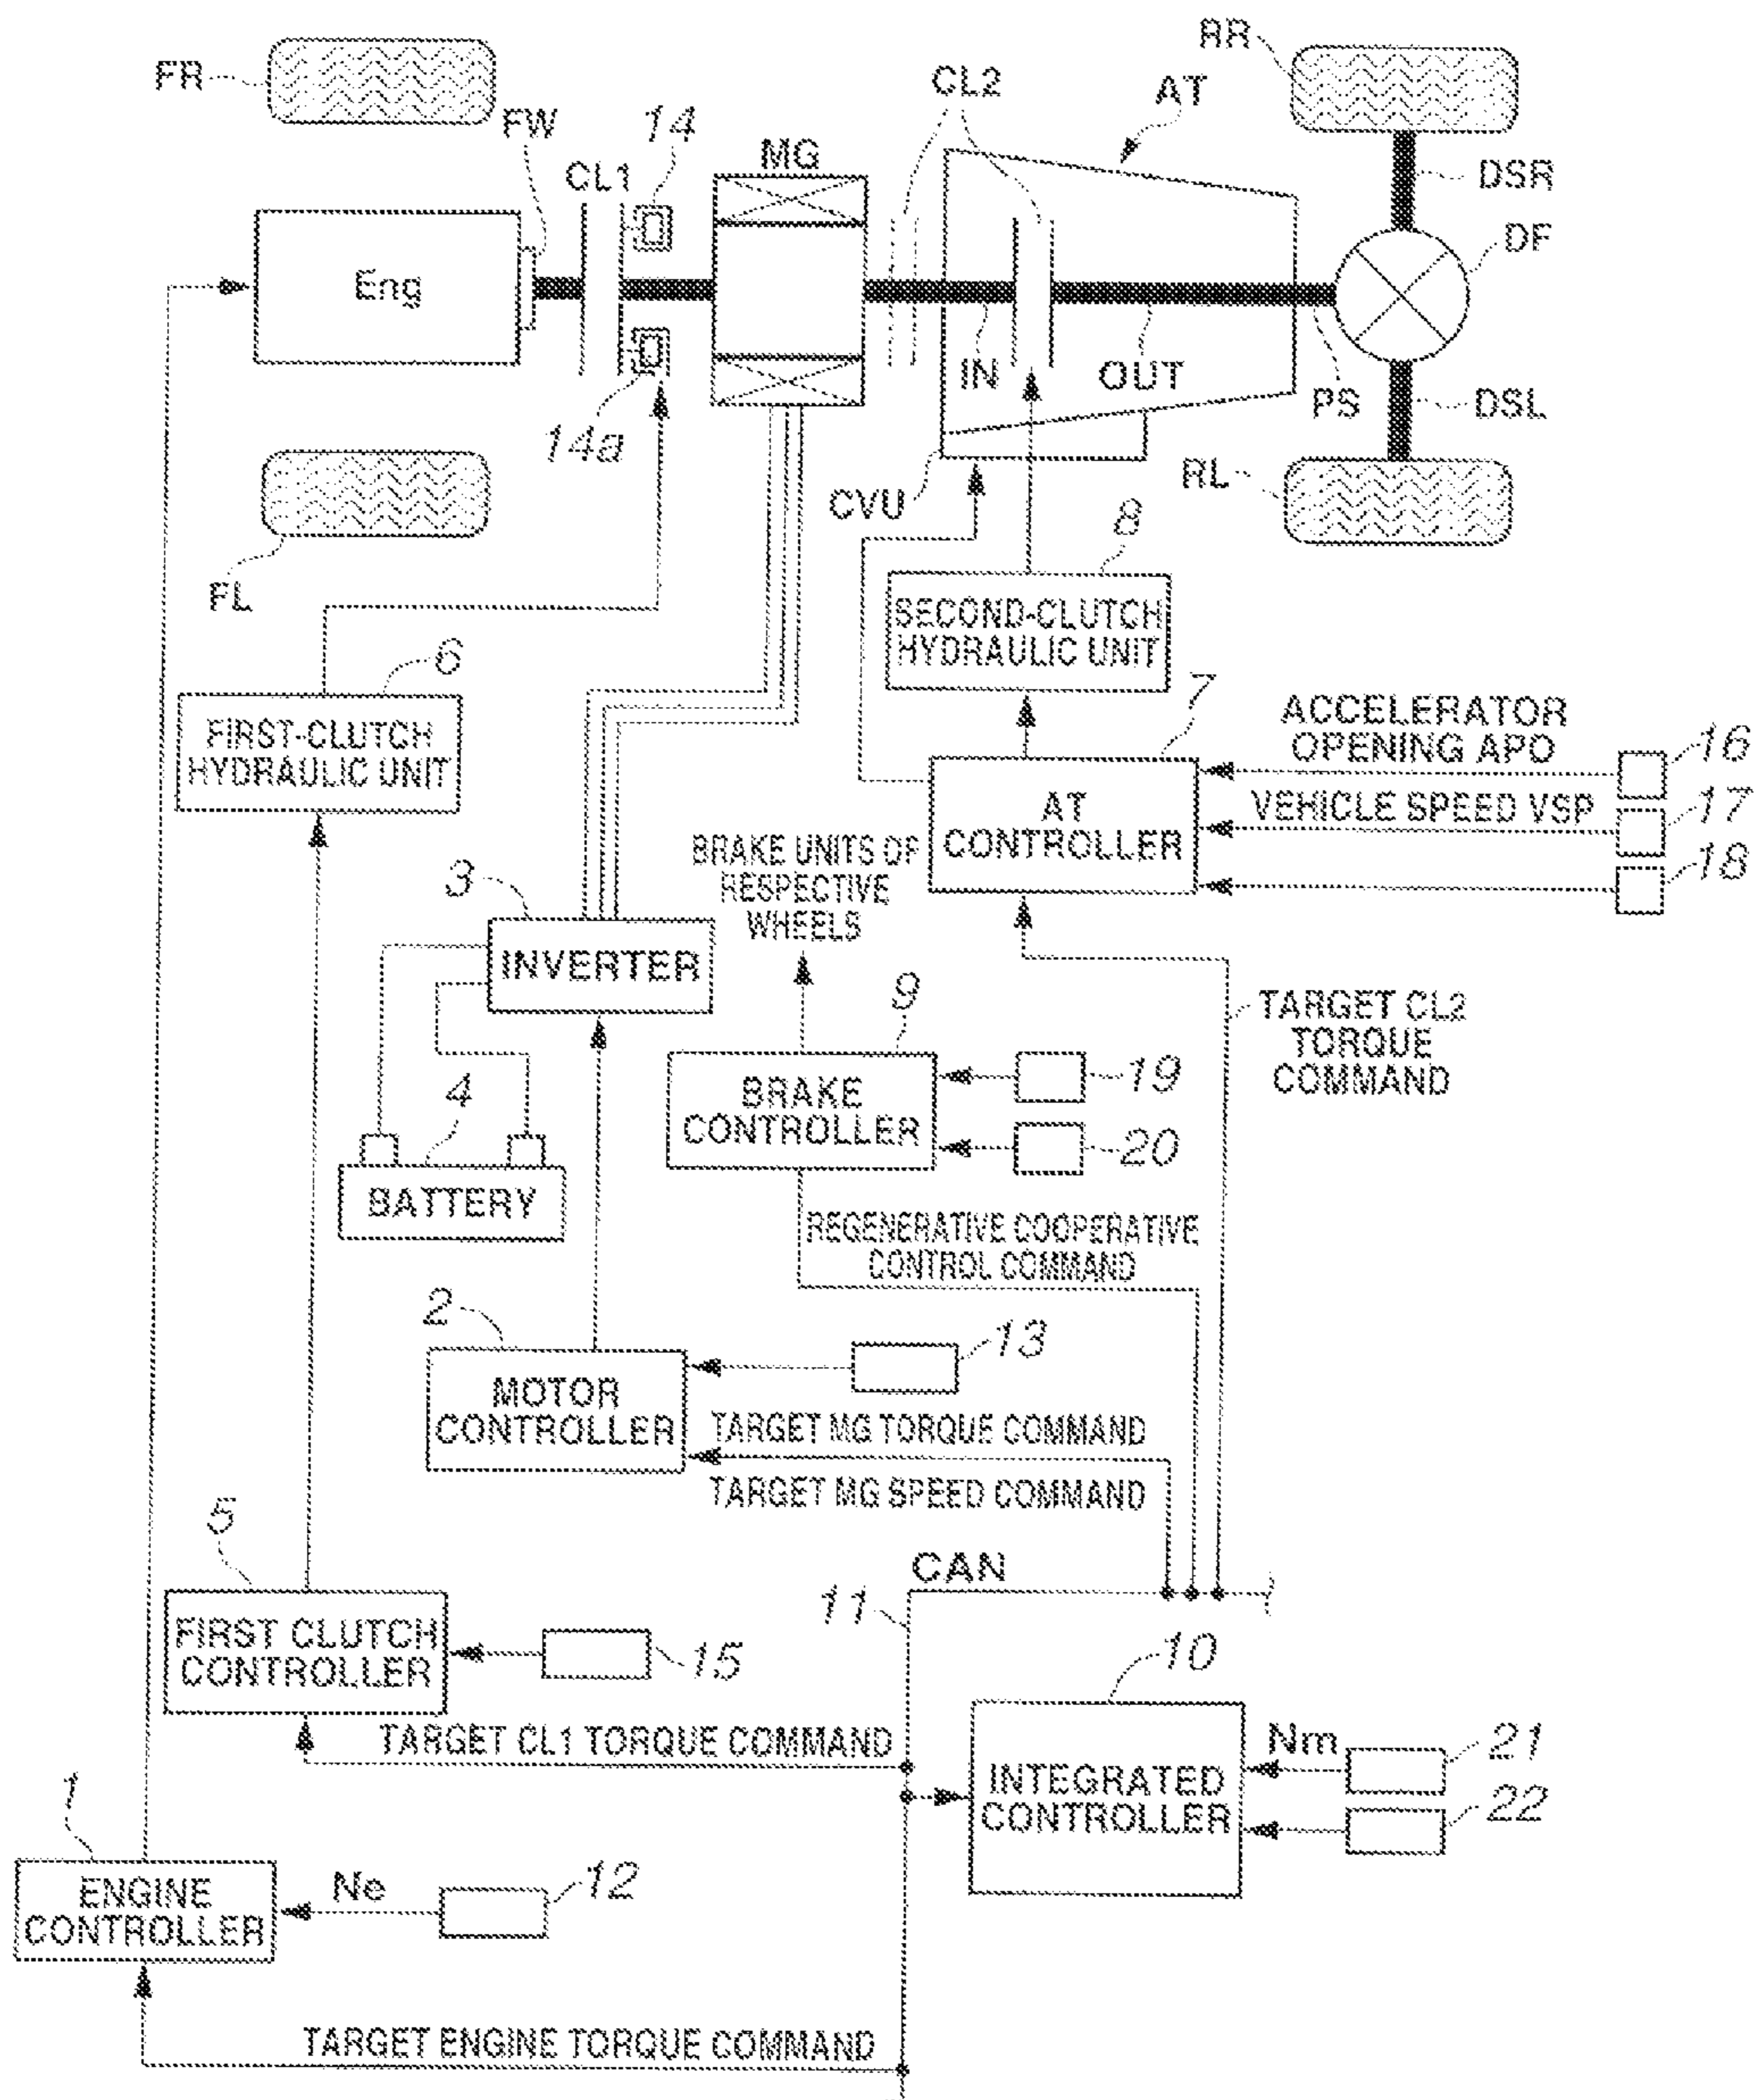 FR
RR
FW
14
CL2
AT
MG
CL1
DSR
Eng
DF
IN
OUT
PS
DSL
14a
CVU
RL
FL
8
SECOND-CLUTCH
HYDRAULIC UNIT
6
FIRST-CLUTCH
HYDRAULIC UNIT
7
ACCELERATOR
OPENING APO
16
AT
CONTROLLER
VEHICLE SPEED VSP
17
18
BRAKE UNITS OF
RESPECTIVE
WHEELS
3
INVERTER
9
TARGET CL2
TORQUE
COMMAND
4
BRAKE
CONTROLLER
19
20
BATTERY
REGENERATIVE COOPERATIVE
CONTROL COMMAND
2
13
MOTOR
CONTROLLER
TARGET MG TORQUE COMMAND
TARGET MG SPEED COMMAND
5
CAN
11
FIRST CLUTCH
CONTROLLER
15
10
TARGET CL1 TORQUE COMMAND
INTEGRATED
CONTROLLER
Nm
21
22
1
ENGINE
CONTROLLER
Ne
12
TARGET ENGINE TORQUE COMMAND